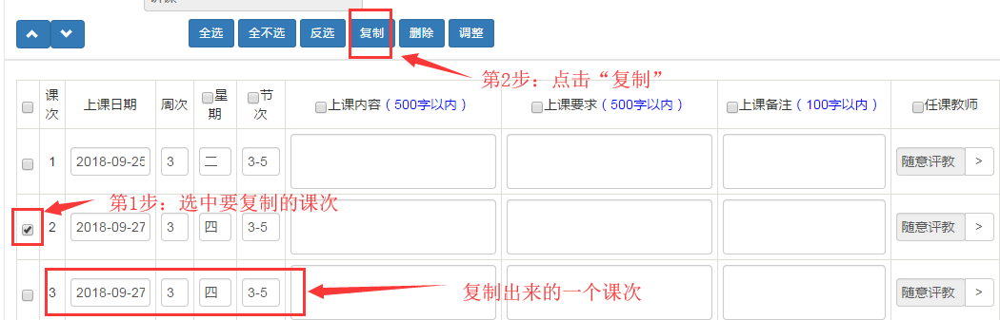 全选 全不选 反选 复制 删除 调整
第2步：点击“复制”
课次 上课日期 周次 星期 节次 上课内容（500字以内） 上课要求（500字以内） 上课备注（100字以内） 任课教师
1 2018-09-25 3 二 3-5 随意评教 >
第1步：选中要复制的课次
2 2018-09-27 3 四 3-5 随意评教 >
3 2018-09-27 3 四 3-5 随意评教 >
复制出来的一个课次